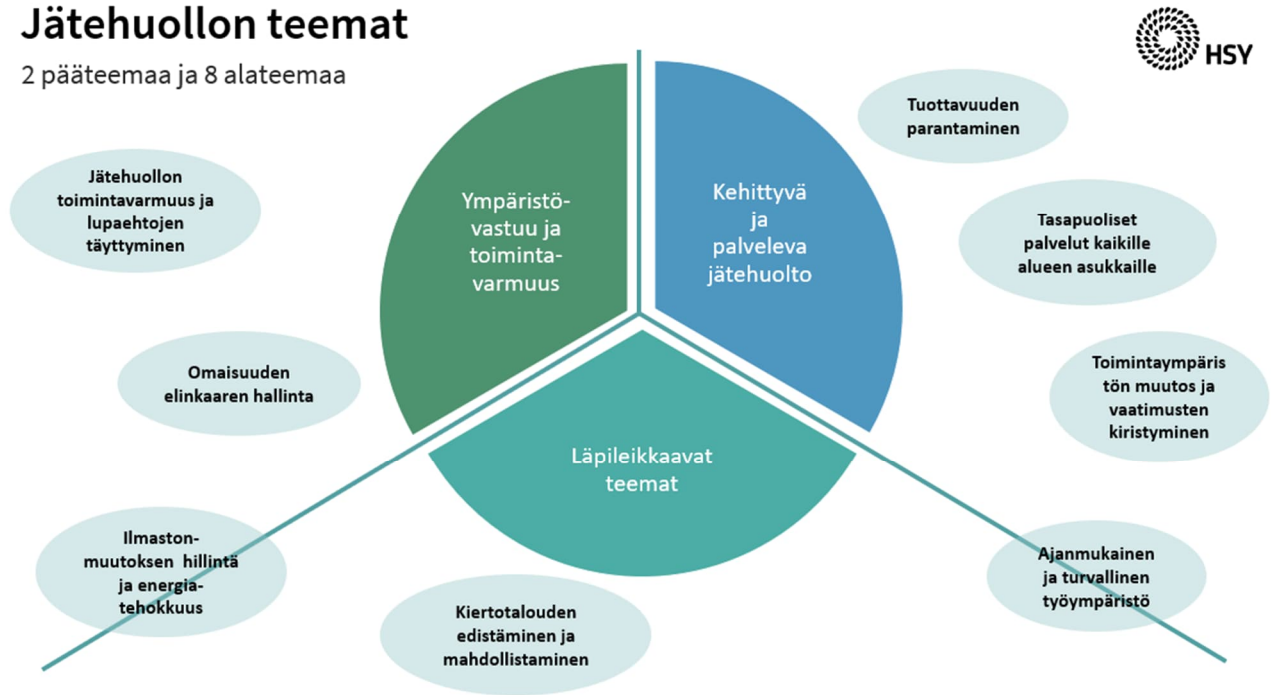 Jätehuollon teemat
2 pääteemaa ja 8 alateemaa
HSY
Jätehuollon
toimintavarmuus ja
lupaehtojen
täyttyminen
Omaisuuden
elinkaaren hallinta
Ilmaston-
muutoksen hillintä
ja energia-
tehokkuus
Ympäristö-
vastuu ja
toiminta-
varmuus
Kehittyvä
ja
palveleva
jätehuolto
Läpileikkaavat
teemat
Kiertotalouden
edistäminen ja
mahdollistaminen
Tuottavuuden
parantaminen
Tasapuoliset
palvelut kaikille
alueen asukkaille
Toimintaympäris
tön muutos ja
vaatimusten
kiristyminen
Ajanmukainen
ja turvallinen
työympäristö